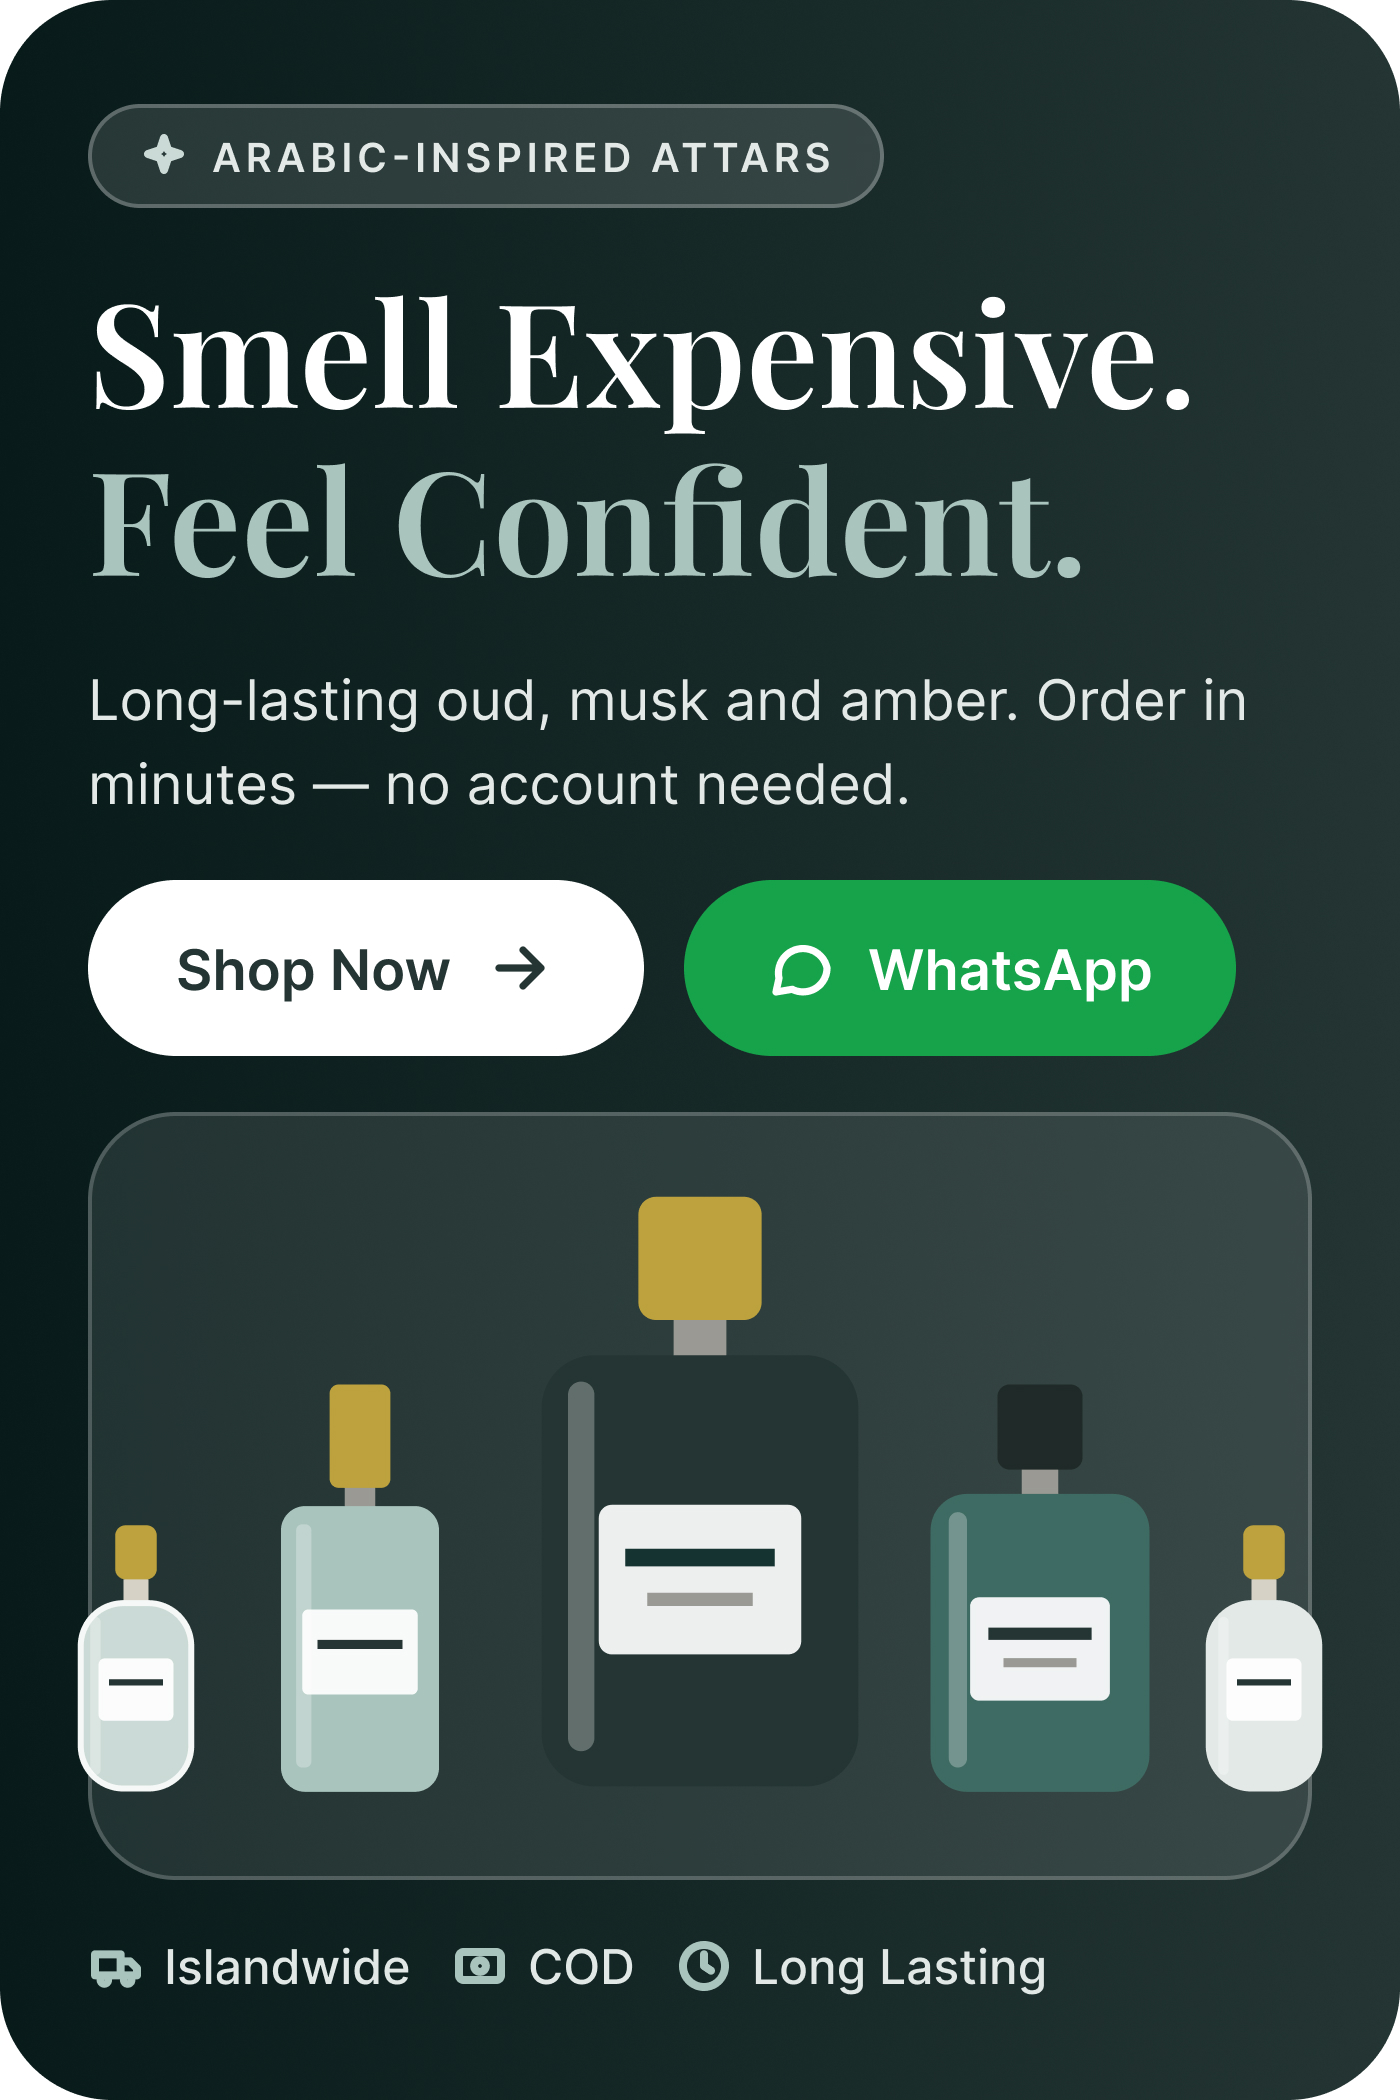 ARABIC-INSPIRED ATTARS
Smell Expensive.
Feel Confident.
Long-lasting oud, musk and amber. Order in
minutes — no account needed.
Shop Now
WhatsApp
Islandwide
COD
Long Lasting